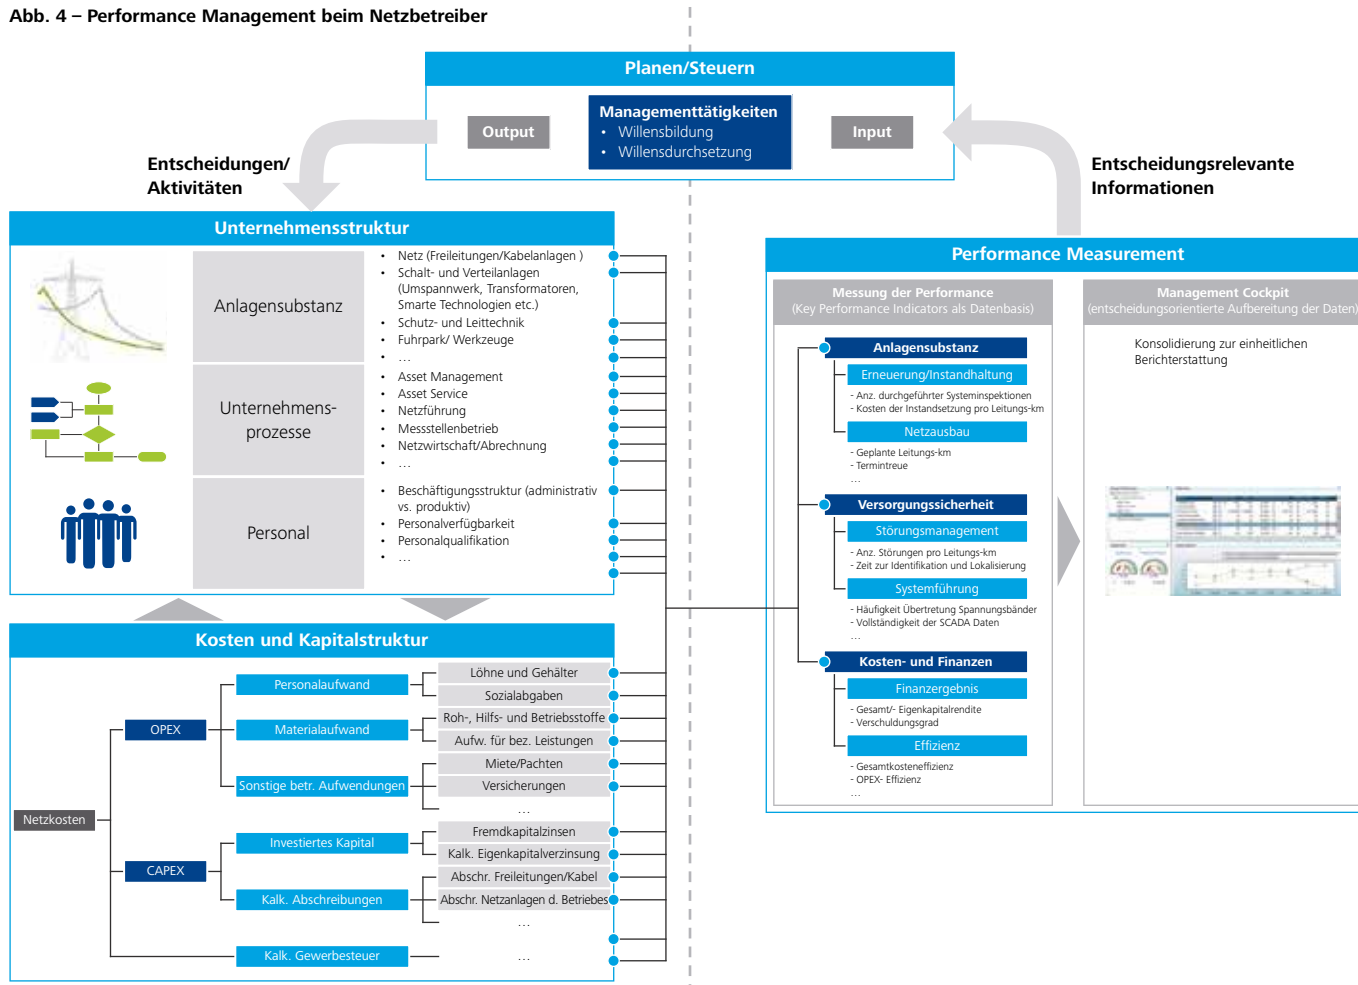 Abb. 4 – Performance Management beim Netzbetreiber
Planen/Steuern
Output
Managementtätigkeiten
• Willensbildung
• Willensdurchsetzung
Input
Entscheidungen/
Aktivitäten
Entscheidungsrelevante
Informationen
Unternehmensstruktur
Anlagensubstanz
• Netz (Freileitungen/Kabelanlagen )
• Schalt- und Verteilanlagen
(Umspannwerk, Transformatoren,
Smarte Technologien etc.)
• Schutz- und Leittechnik
• Fuhrpark/ Werkzeuge
• …
Unternehmens-
prozesse
• Asset Management
• Asset Service
• Netzführung
• Messstellenbetrieb
• Netzwirtschaft/Abrechnung
• …
Personal
• Beschäftigungsstruktur (administrativ
vs. produktiv)
• Personalverfügbarkeit
• Personalqualifikation
• …
Kosten und Kapitalstruktur
Netzkosten
OPEX
Personalaufwand
Löhne und Gehälter
Sozialabgaben
Materialaufwand
Roh-, Hilfs- und Betriebsstoffe
Aufw. für bez. Leistungen
Sonstige betr. Aufwendungen
Miete/Pachten
Versicherungen
…
CAPEX
Investiertes Kapital
Fremdkapitalzinsen
Kalk. Eigenkapitalverzinsung
Kalk. Abschreibungen
Abschr. Freileitungen/Kabel
Abschr. Netzanlagen d. Betriebes
…
Kalk. Gewerbesteuer
…
Performance Measurement
Messung der Performance
(Key Performance Indicators als Datenbasis)
Anlagensubstanz
Erneuerung/Instandhaltung
- Anz. durchgeführter Systeminspektionen
- Kosten der Instandsetzung pro Leitungs-km
Netzausbau
- Geplante Leitungs-km
- Termintreue
…
Versorgungssicherheit
Störungsmanagement
- Anz. Störungen pro Leitungs-km
- Zeit zur Identifikation und Lokalisierung
Systemführung
- Häufigkeit Übertretung Spannungsbänder
- Vollständigkeit der SCADA Daten
…
Kosten- und Finanzen
Finanzergebnis
- Gesamt/- Eigenkapitalrendite
- Verschuldungsgrad
Effizienz
- Gesamtkosteneffizienz
- OPEX- Effizienz
…
Management Cockpit
(entscheidungsorientierte Aufbereitung der Daten)
Konsolidierung zur einheitlichen
Berichterstattung